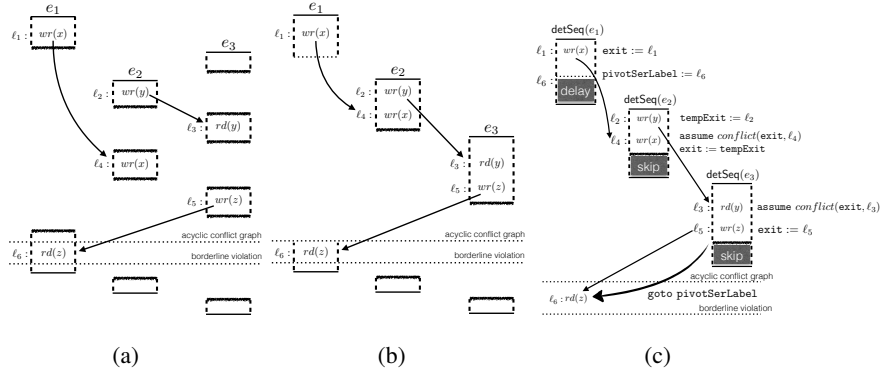 e₁
ℓ₁ : wr(x)
e₂
ℓ₂ : wr(y)
e₃
ℓ₃ : rd(y)
ℓ₄ : wr(x)
ℓ₅ : wr(z)
acyclic conflict graph
ℓ₆ : rd(z)
borderline violation
(a)
e₁
ℓ₁ : wr(x)
e₂
ℓ₂ : wr(y)
ℓ₄ : wr(x)
e₃
ℓ₃ : rd(y)
ℓ₅ : wr(z)
acyclic conflict graph
ℓ₆ : rd(z)
borderline violation
(b)
detSeq(e₁)
ℓ₁ : wr(x) exit := ℓ₁
ℓ₆ : pivotSerLabel := ℓ₆
delay
detSeq(e₂)
ℓ₂ : wr(y) tempExit := ℓ₂
ℓ₄ : wr(x) assume conflict(exit, ℓ₄)
exit := tempExit
skip
detSeq(e₃)
ℓ₃ : rd(y) assume conflict(exit, ℓ₃)
ℓ₅ : wr(z) exit := ℓ₅
skip
acyclic conflict graph
ℓ₆ : rd(z) goto pivotSerLabel
borderline violation
(c)